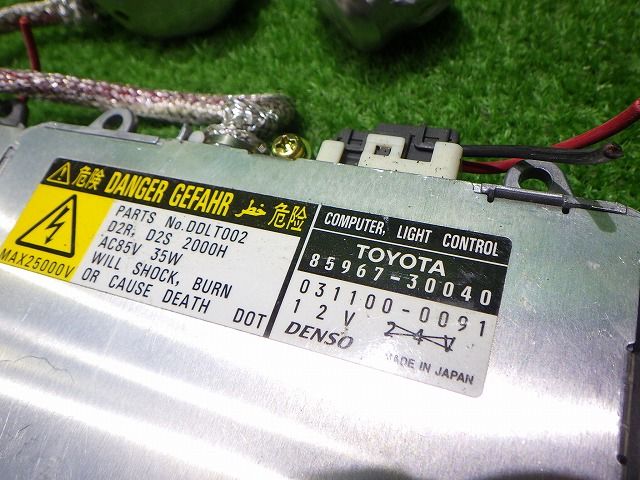 危険 DANGER GEFAHR خطر 危险
MAX25000V
PARTS No. DDLT002
D2R, D2S 2000H
AC85V 35W
WILL SHOCK, BURN
OR CAUSE DEATH DOT
COMPUTER, LIGHT CONTROL
TOYOTA
85967-30040
031100-0091
12V
DENSO
MADE IN JAPAN